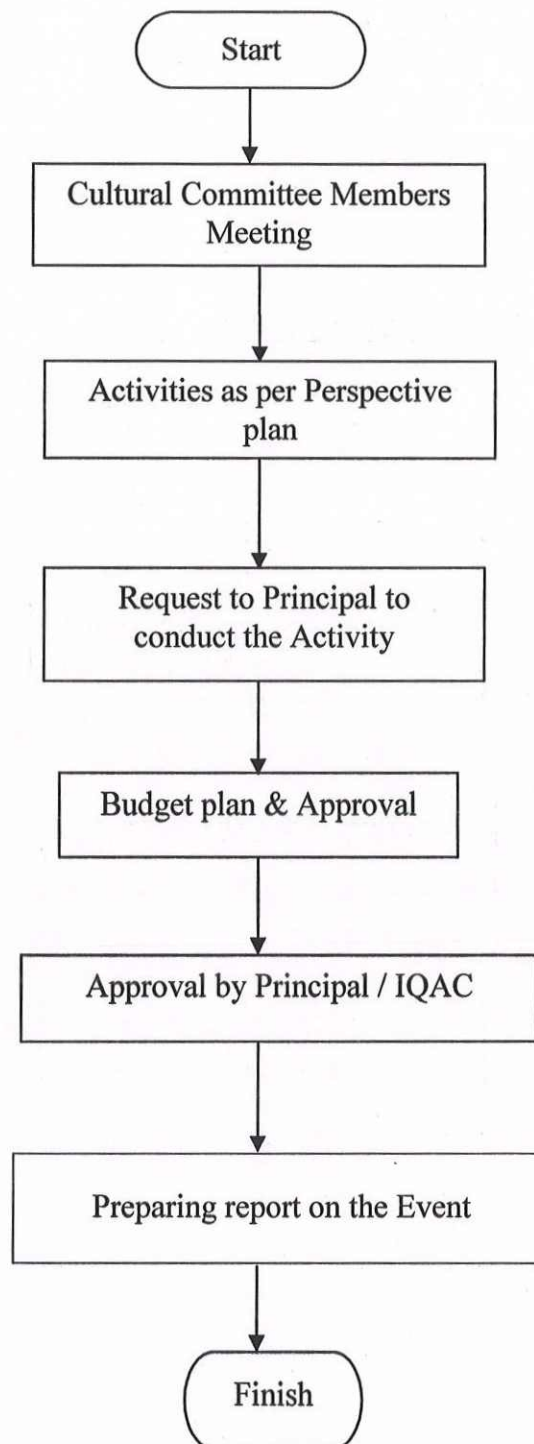 Start
Cultural Committee Members
Meeting
Activities as per Perspective
plan
Request to Principal to
conduct the Activity
Budget plan & Approval
Approval by Principal / IQAC
Preparing report on the Event
Finish